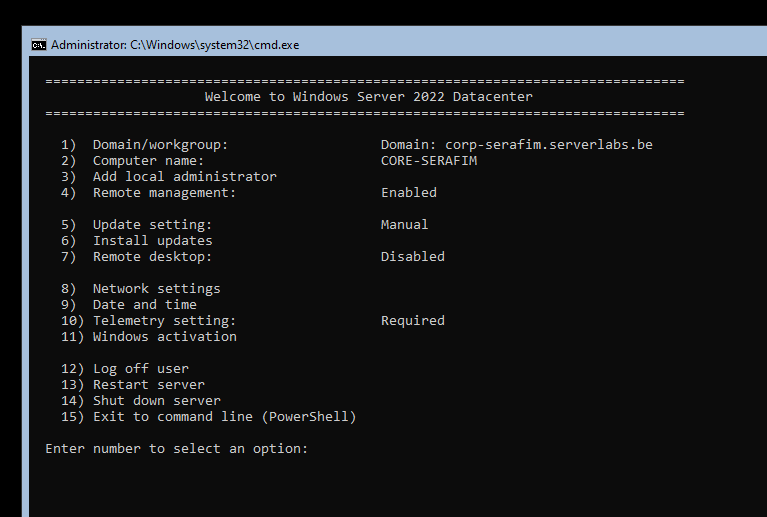 Administrator: C:\Windows\system32\cmd.exe
================================================================================
Welcome to Windows Server 2022 Datacenter
================================================================================
1) Domain/workgroup: Domain: corp-serafim.serverlabs.be
2) Computer name: CORE-SERAFIM
3) Add local administrator
4) Remote management: Enabled
5) Update setting: Manual
6) Install updates
7) Remote desktop: Disabled
8) Network settings
9) Date and time
10) Telemetry setting: Required
11) Windows activation
12) Log off user
13) Restart server
14) Shut down server
15) Exit to command line (PowerShell)
Enter number to select an option: